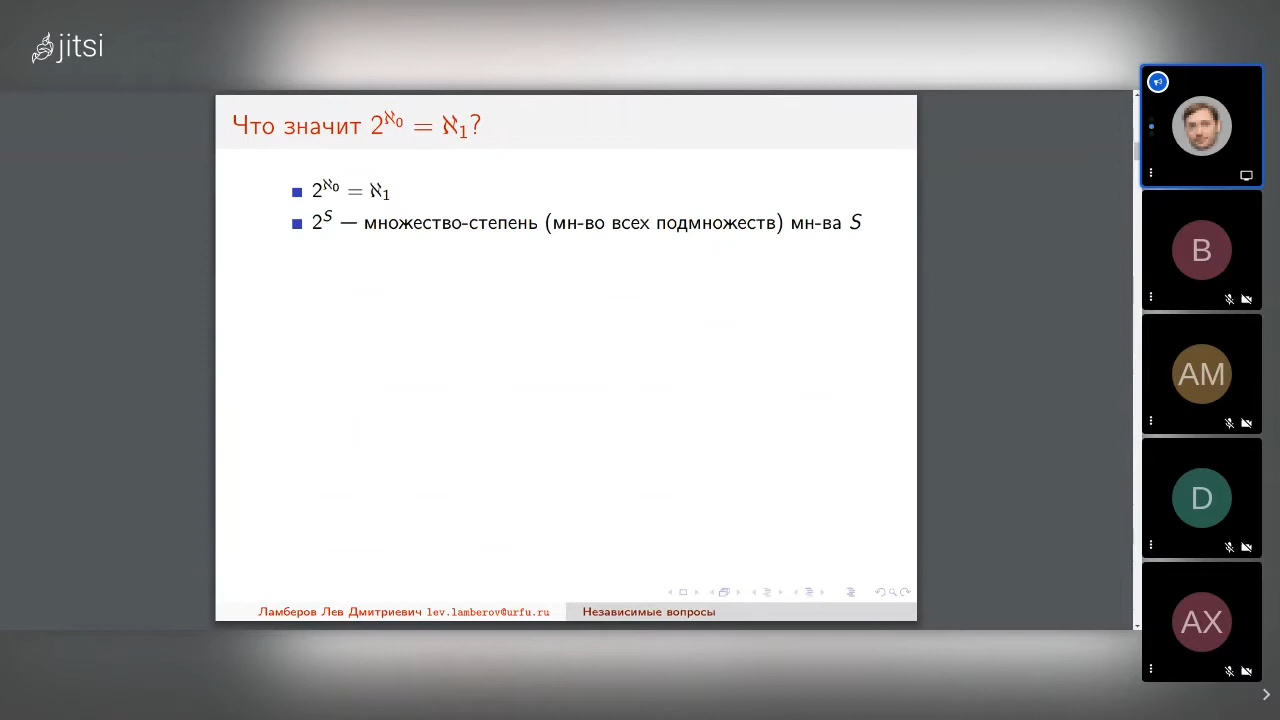 jitsi
Что значит 2^ℵ₀ = ℵ₁?
2^ℵ₀ = ℵ₁
2^S — множество-степень (мн-во всех подмножеств) мн-ва S
Ламберов Лев Дмитриевич lev.lamberov@urfu.ru
Независимые вопросы
B
AM
D
AX